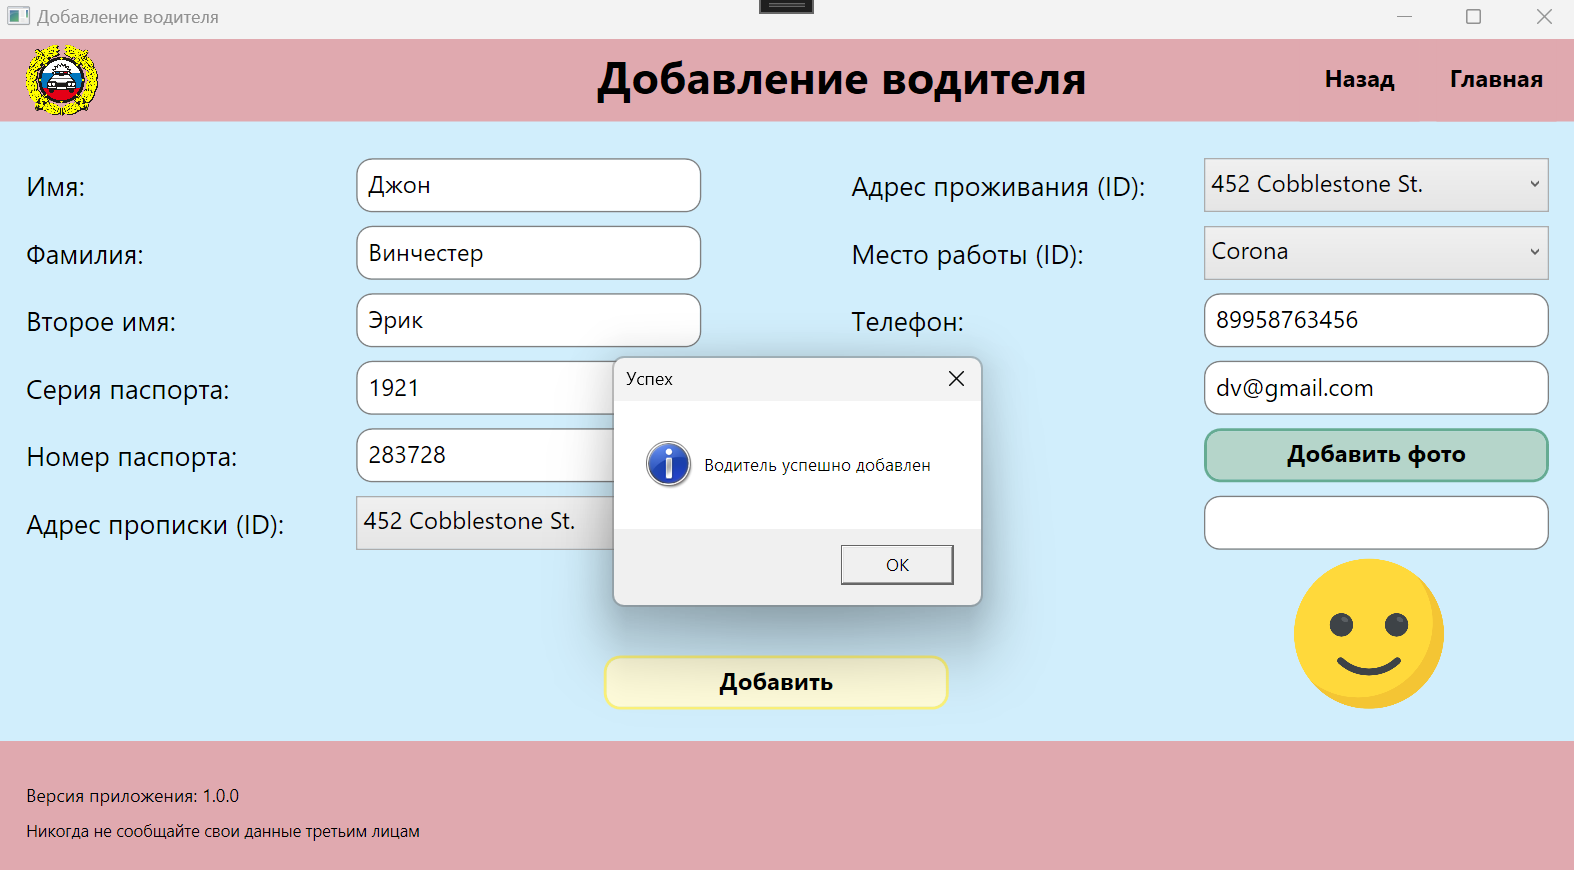 Добавление водителя
Добавление водителя
Назад
Главная
Имя:
Джон
Адрес проживания (ID):
452 Cobblestone St.
Фамилия:
Винчестер
Место работы (ID):
Corona
Второе имя:
Эрик
Телефон:
89958763456
Серия паспорта:
1921
dv@gmail.com
Номер паспорта:
283728
Добавить фото
Адрес прописки (ID):
452 Cobblestone St.
Успех
Водитель успешно добавлен
OK
Добавить
Версия приложения: 1.0.0
Никогда не сообщайте свои данные третьим лицам